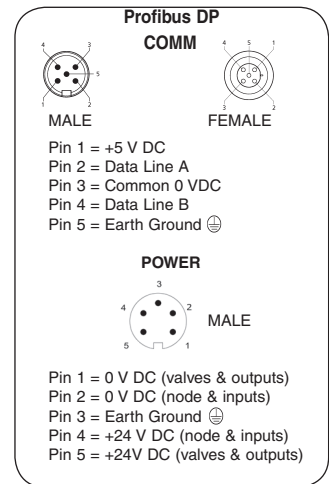 Profibus DP
COMM
4 3
5
1 2
4 5 1
3 2
MALE FEMALE
Pin 1 = +5 V DC
Pin 2 = Data Line A
Pin 3 = Common 0 VDC
Pin 4 = Data Line B
Pin 5 = Earth Ground
POWER
3
4 2
MALE
5 1
Pin 1 = 0 V DC (valves & outputs)
Pin 2 = 0 V DC (node & inputs)
Pin 3 = Earth Ground
Pin 4 = +24 V DC (node & inputs)
Pin 5 = +24V DC (valves & outputs)